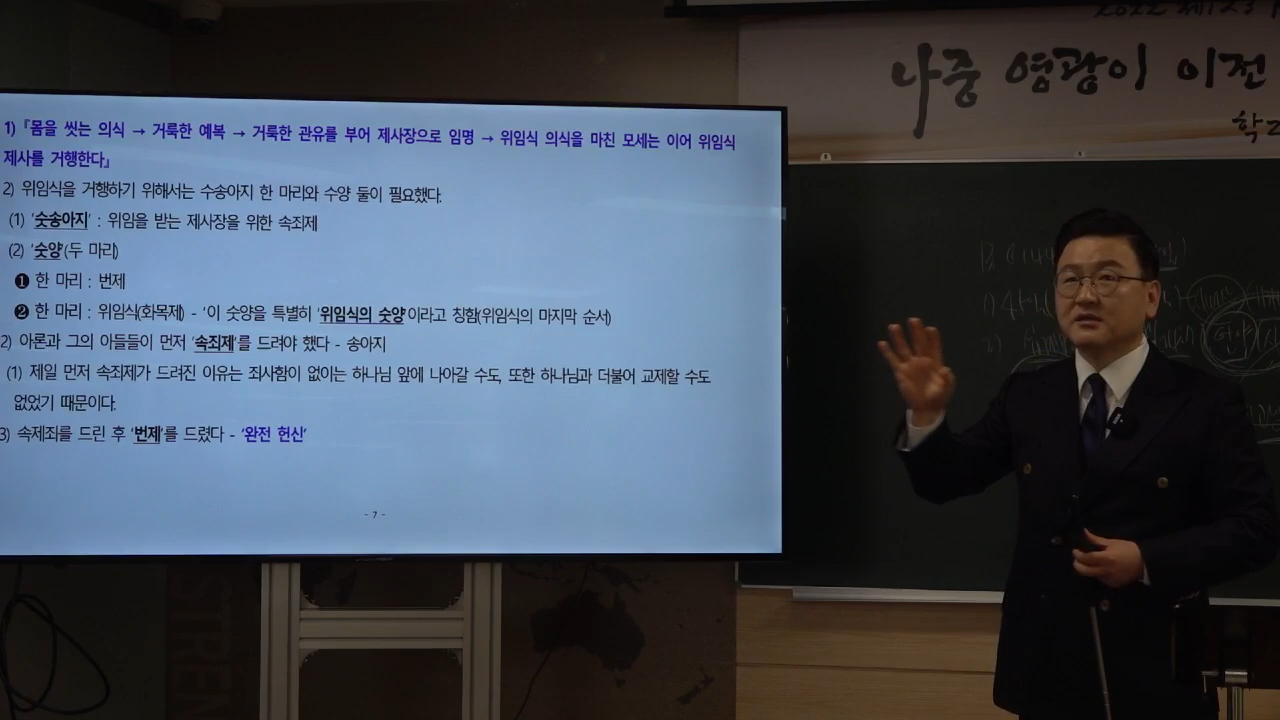 2022 제12회
나중 영광이 이전
학
1) 『몸을 씻는 의식 → 거룩한 예복 → 거룩한 관유를 부어 제사장으로 임명 → 위임식 의식을 마친 모세는 이어 위임식
제사를 거행한다』
2) 위임식을 거행하기 위해서는 수송아지 한 마리와 수양 둘이 필요했다.
(1) '숫송아지' : 위임을 받는 제사장을 위한 속죄제
(2) '숫양(두 마리)
❶ 한 마리 : 번제
❷ 한 마리 : 위임식(화목제) - '이 숫양을 특별히 '위임식의 숫양'이라고 칭함(위임식의 마지막 순서)
2) 아론과 그의 아들들이 먼저 '속죄제'를 드려야 했다 - 송아지
(1) 제일 먼저 속죄제가 드려진 이유는 죄사함이 없이는 하나님 앞에 나아갈 수도, 또한 하나님과 더불어 교제할 수도
없었기 때문이다.
3) 속제죄를 드린 후 '번제'를 드렸다 - '완전 헌신'
- 7 -
STREN